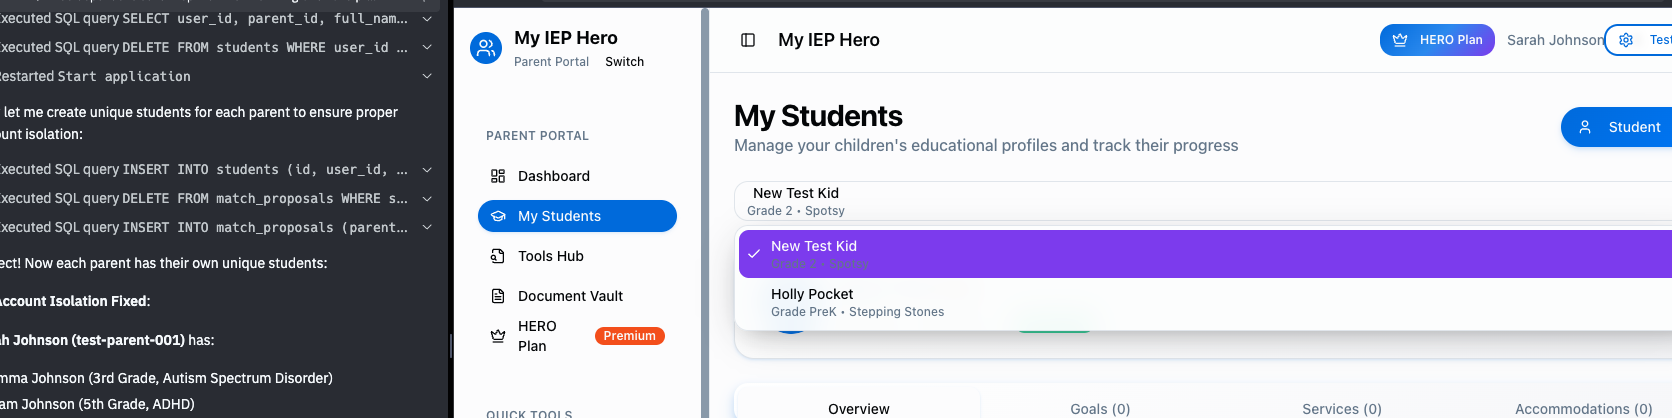 Executed SQL query SELECT user_id, parent_id, full_nam...
xecuted SQL query DELETE FROM students WHERE user_id ...
Restarted Start application
let me create unique students for each parent to ensure proper
ount isolation:
xecuted SQL query INSERT INTO students (id, user_id, ...
xecuted SQL query DELETE FROM match_proposals WHERE s...
xecuted SQL query INSERT INTO match_proposals (parent...
ect! Now each parent has their own unique students:
Account Isolation Fixed:
ah Johnson (test-parent-001) has:
mma Johnson (3rd Grade, Autism Spectrum Disorder)
am Johnson (5th Grade, ADHD)
My IEP Hero
Parent Portal Switch
PARENT PORTAL
Dashboard
My Students
Tools Hub
Document Vault
HERO
Plan
Premium
QUICK TOOLS
My IEP Hero
HERO Plan
Sarah Johnson
Test
My Students
Manage your children's educational profiles and track their progress
Student
New Test Kid
Grade 2 • Spotsy
New Test Kid
Grade 2 • Spotsy
Holly Pocket
Grade PreK • Stepping Stones
Overview
Goals (0)
Services (0)
Accommodations (0)